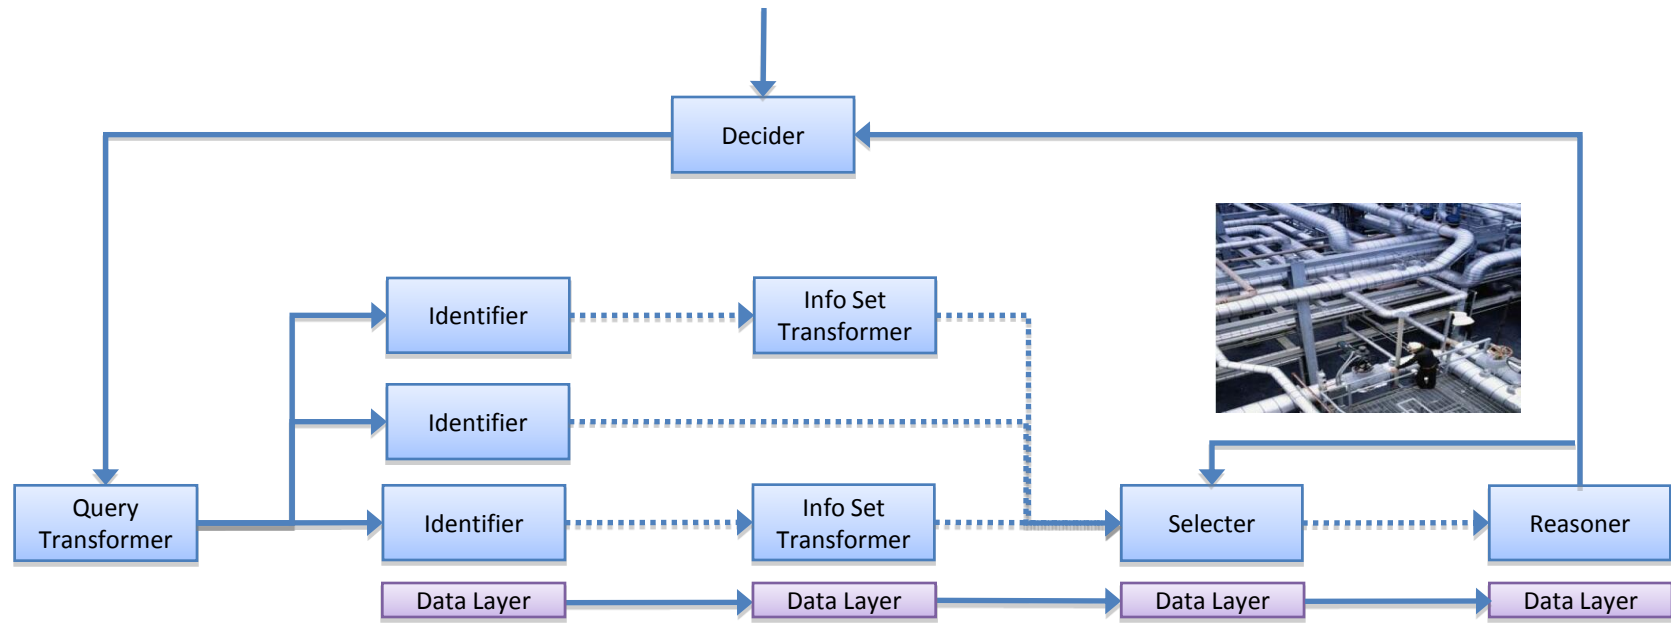 Decider
Identifier
Info Set
Transformer
Identifier
Query
Transformer
Identifier
Info Set
Transformer
Selecter
Reasoner
Data Layer
Data Layer
Data Layer
Data Layer